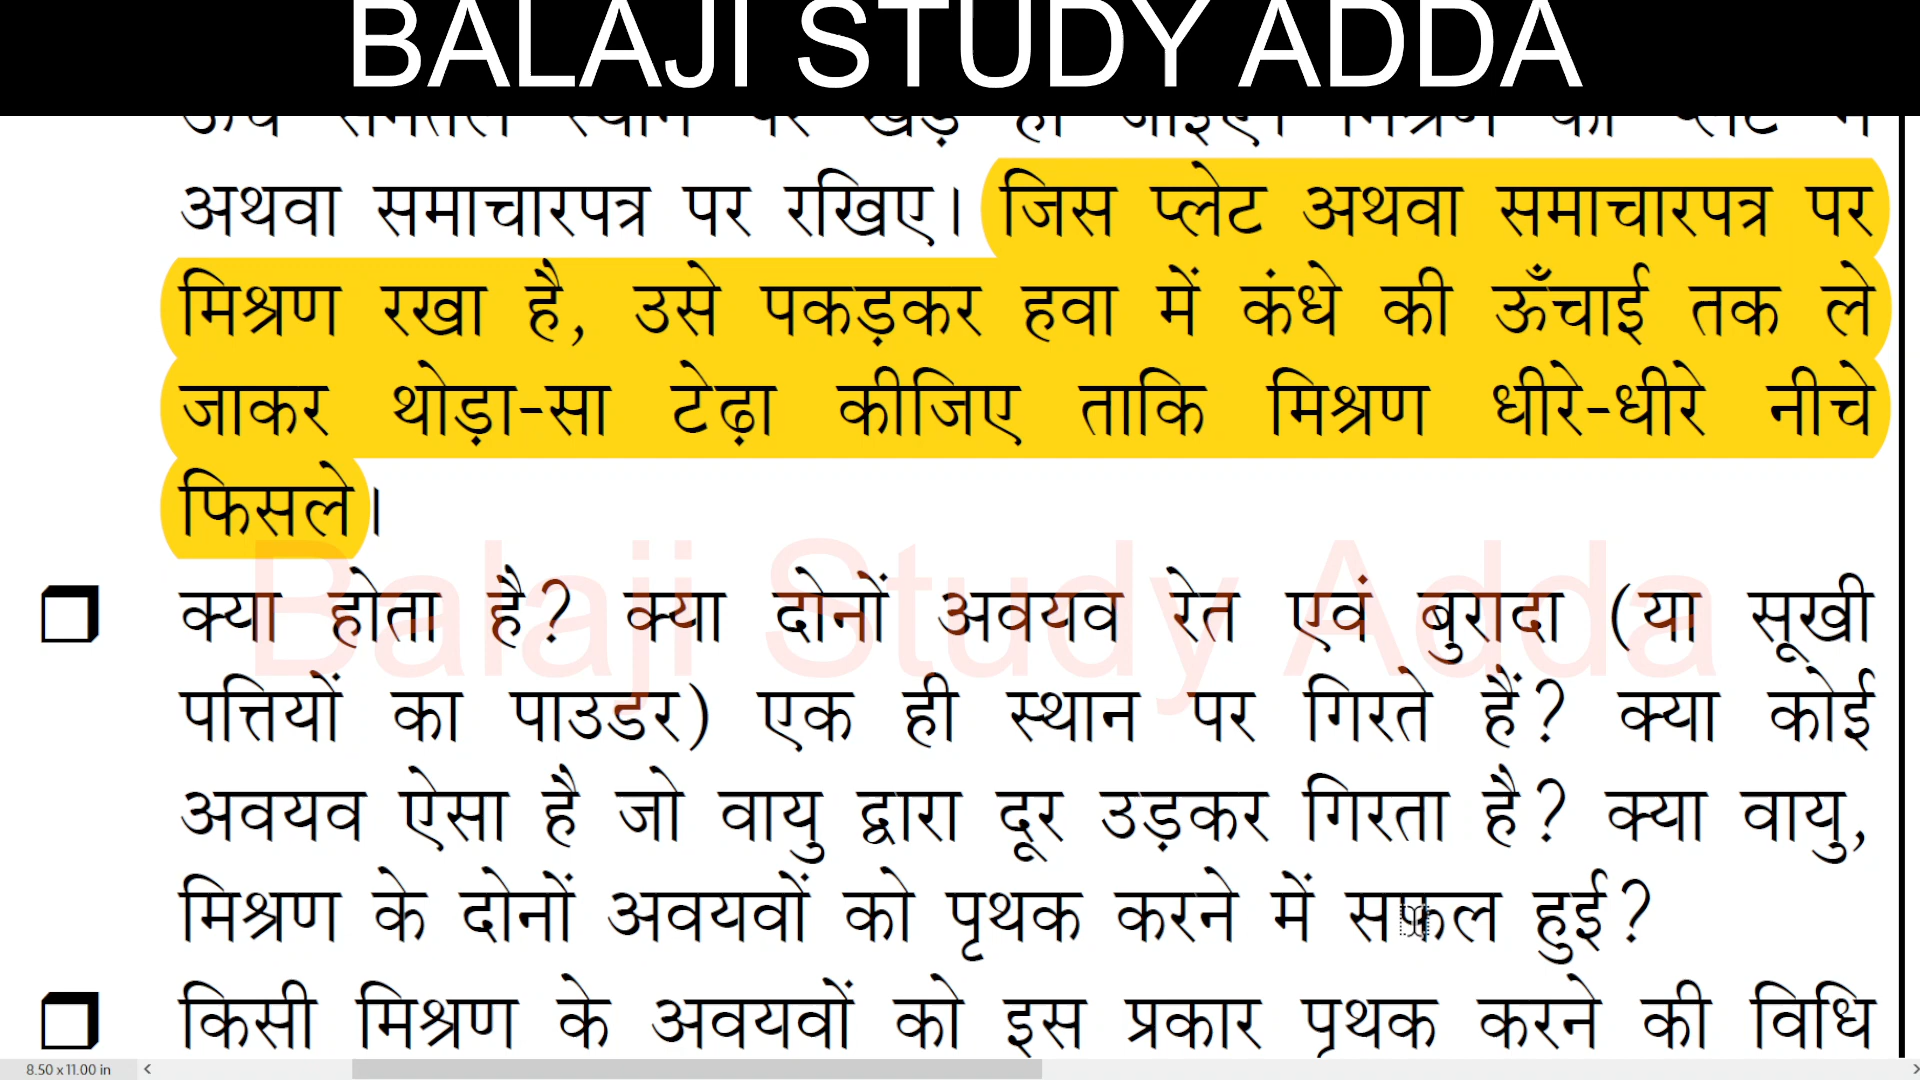 BALAJI STUDY ADDA
अथवा समाचारपत्र पर रखिए। जिस प्लेट अथवा समाचारपत्र पर
मिश्रण रखा है, उसे पकड़कर हवा में कंधे की ऊँचाई तक ले
जाकर थोड़ा-सा टेढ़ा कीजिए ताकि मिश्रण धीरे-धीरे नीचे
फिसले।
Balaji Study Adda
❒ क्या होता है? क्या दोनों अवयव रेत एवं बुरादा (या सूखी
पत्तियों का पाउडर) एक ही स्थान पर गिरते हैं? क्या कोई
अवयव ऐसा है जो वायु द्वारा दूर उड़कर गिरता है? क्या वायु,
मिश्रण के दोनों अवयवों को पृथक करने में सफल हुई?
❒ किसी मिश्रण के अवयवों को इस प्रकार पृथक करने की विधि
8.50 x 11.00 in